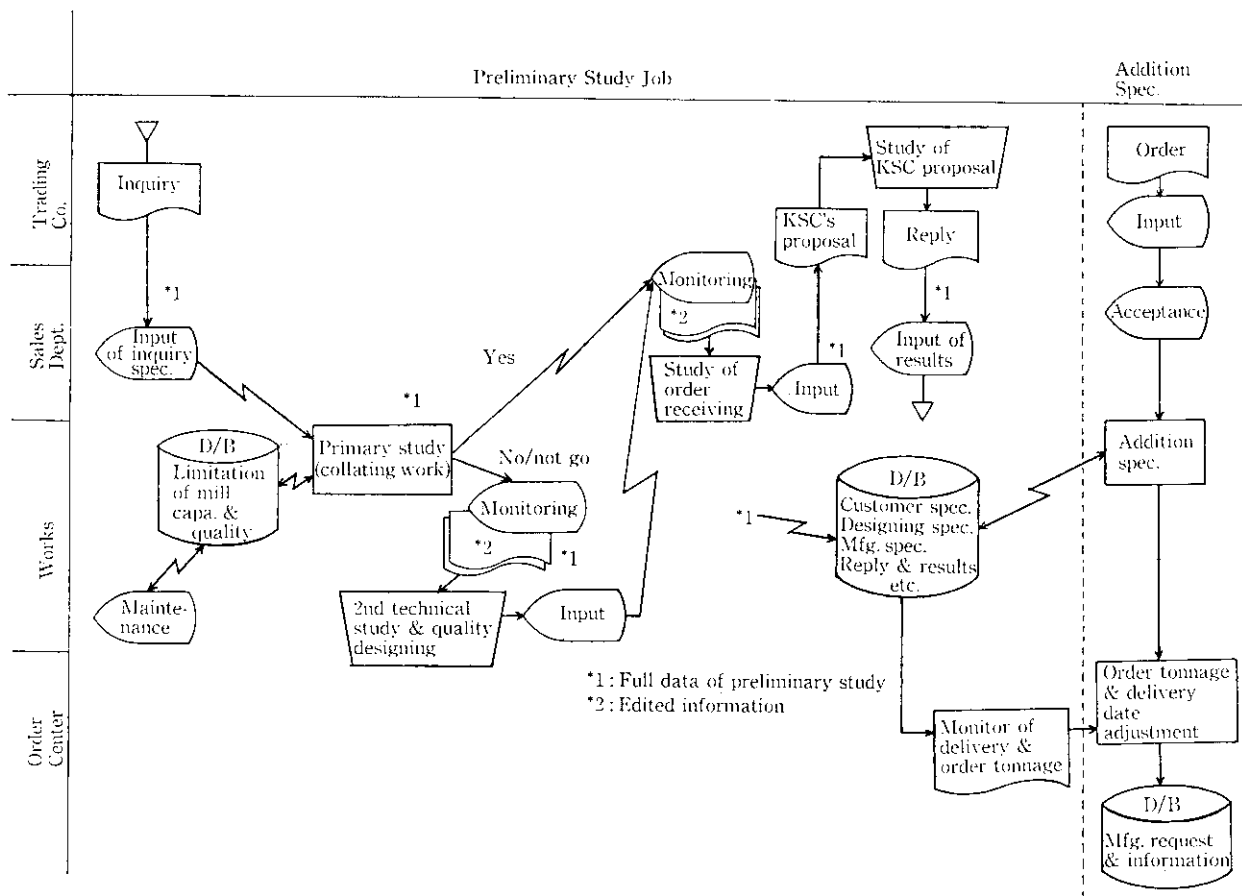 Preliminary Study Job
Addition
Spec.
Trading
Co.
Sales
Dept.
Works
Order
Center
Inquiry
*1
Input
of inquiry
spec.
D/B
Limitation
of mill
capa. &
quality
Mainte-
nance
*1
Primary study
(collating work)
Yes
No/not go
Monitoring
*2
*1
2nd technical
study & quality
designing
Input
Monitoring
*2
Study of
order
receiving
Input
*1
KSC's
proposal
Study of
KSC proposal
Reply
*1
Input of
results
*1
D/B
Customer spec.
Designing spec.
Mfg. spec.
Reply & results
etc.
*1: Full data of preliminary study
*2: Edited information
Monitor of
delivery &
order tonnage
Order
Input
Acceptance
Addition
spec.
Order tonnage
& delivery
date
adjustment
D/B
Mfg. request
& information